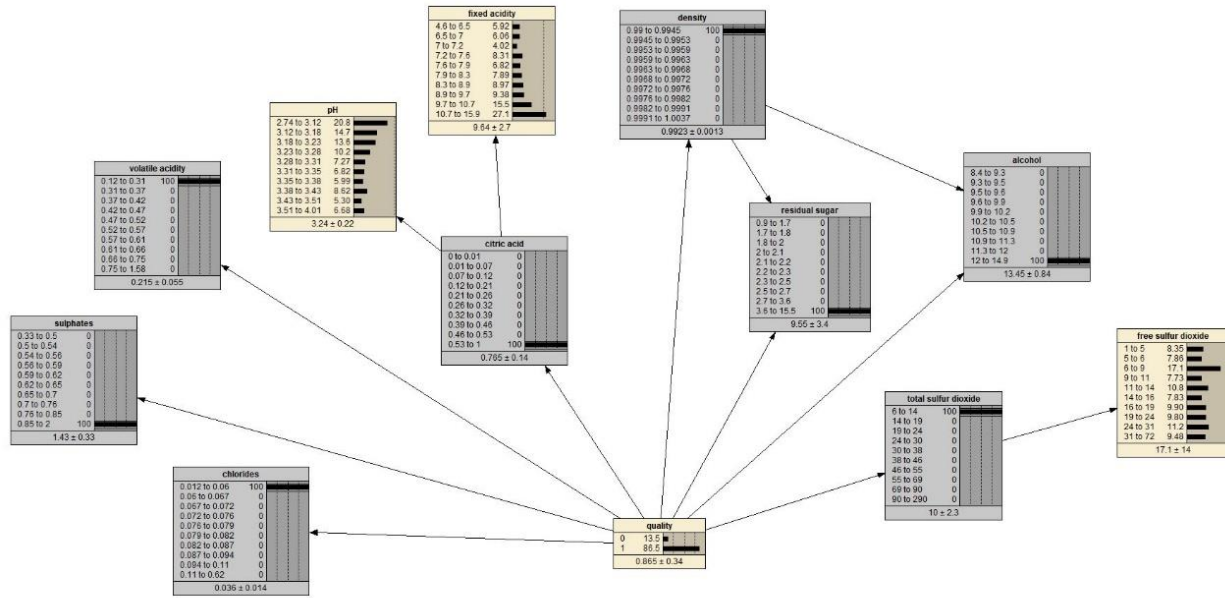 fixed acidity
4.6 to 6.5 5.92
6.5 to 7 6.06
7 to 7.2 4.02
7.2 to 7.6 8.31
7.6 to 7.9 6.82
7.9 to 8.3 7.89
8.3 to 8.9 8.97
8.9 to 9.7 9.38
9.7 to 10.7 15.5
10.7 to 15.9 27.1
9.64 ± 2.7
density
0.99 to 0.9945 100
0.9945 to 0.9953 0
0.9953 to 0.9959 0
0.9959 to 0.9963 0
0.9963 to 0.9968 0
0.9968 to 0.9972 0
0.9972 to 0.9976 0
0.9976 to 0.9982 0
0.9982 to 0.9991 0
0.9991 to 1.0037 0
0.9923 ± 0.0013
pH
2.74 to 3.12 20.8
3.12 to 3.18 14.7
3.18 to 3.23 13.6
3.23 to 3.28 10.2
3.28 to 3.31 7.27
3.31 to 3.35 6.82
3.35 to 3.38 5.99
3.38 to 3.43 8.62
3.43 to 3.51 5.30
3.51 to 4.01 6.68
3.24 ± 0.22
volatile acidity
0.12 to 0.31 100
0.31 to 0.37 0
0.37 to 0.42 0
0.42 to 0.47 0
0.47 to 0.52 0
0.52 to 0.57 0
0.57 to 0.61 0
0.61 to 0.66 0
0.66 to 0.75 0
0.75 to 1.58 0
0.215 ± 0.055
alcohol
8.4 to 9.3 0
9.3 to 9.5 0
9.5 to 9.6 0
9.6 to 9.9 0
9.9 to 10.2 0
10.2 to 10.5 0
10.5 to 10.9 0
10.9 to 11.3 0
11.3 to 12 0
12 to 14.9 100
13.45 ± 0.84
residual sugar
0.9 to 1.7 0
1.7 to 1.8 0
1.8 to 2 0
2 to 2.1 0
2.1 to 2.2 0
2.2 to 2.3 0
2.3 to 2.5 0
2.5 to 2.7 0
2.7 to 3.6 0
3.6 to 15.5 100
9.55 ± 3.4
citric acid
0 to 0.01 0
0.01 to 0.07 0
0.07 to 0.12 0
0.12 to 0.21 0
0.21 to 0.26 0
0.26 to 0.32 0
0.32 to 0.39 0
0.39 to 0.46 0
0.46 to 0.53 0
0.53 to 1 100
0.765 ± 0.14
sulphates
0.33 to 0.5 0
0.5 to 0.54 0
0.54 to 0.56 0
0.56 to 0.59 0
0.59 to 0.62 0
0.62 to 0.65 0
0.65 to 0.7 0
0.7 to 0.76 0
0.76 to 0.85 0
0.85 to 2 100
1.43 ± 0.33
free sulfur dioxide
1 to 5 8.35
5 to 6 7.86
6 to 9 17.1
9 to 11 7.73
11 to 14 10.8
14 to 16 7.83
16 to 19 9.90
19 to 24 9.80
24 to 31 11.2
31 to 72 9.48
17.1 ± 14
total sulfur dioxide
6 to 14 100
14 to 19 0
19 to 24 0
24 to 30 0
30 to 38 0
38 to 46 0
46 to 55 0
55 to 69 0
69 to 90 0
90 to 290 0
10 ± 2.3
chlorides
0.012 to 0.06 100
0.06 to 0.067 0
0.067 to 0.072 0
0.072 to 0.076 0
0.076 to 0.079 0
0.079 to 0.082 0
0.082 to 0.087 0
0.087 to 0.094 0
0.094 to 0.11 0
0.11 to 0.62 0
0.036 ± 0.014
quality
0 13.5
1 86.5
0.865 ± 0.34